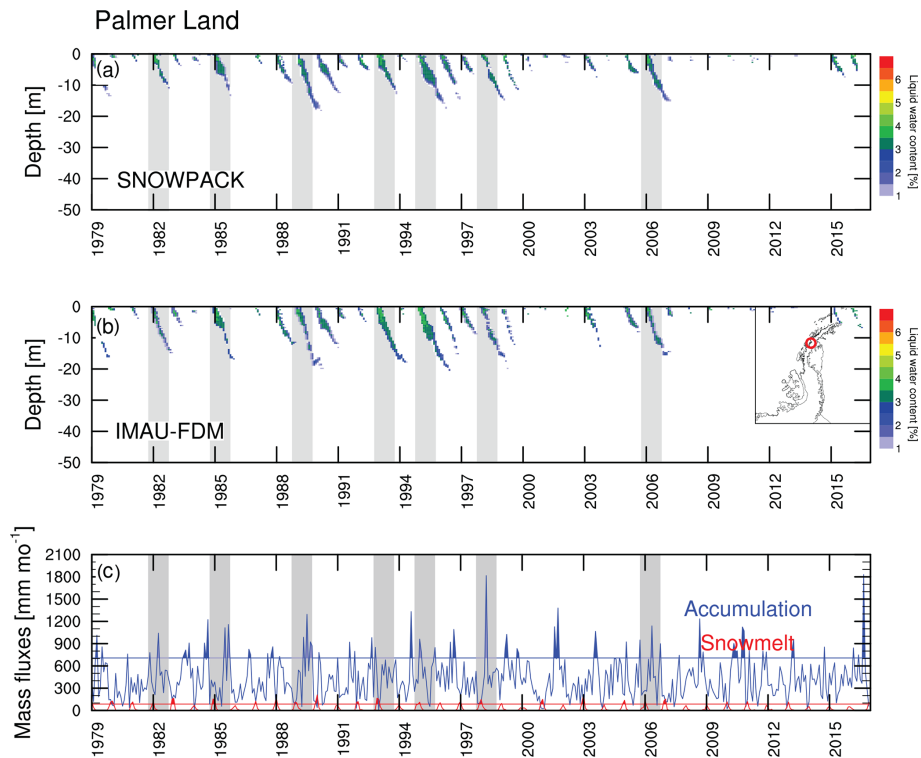 Palmer Land
(a)
SNOWPACK
Depth [m]
0
-10
-20
-30
-40
-50
1979 1982 1985 1988 1991 1994 1997 2000 2003 2006 2009 2012 2015
6
5
4
3
2
1
Liquid water content [%]
(b)
IMAU-FDM
Depth [m]
0
-10
-20
-30
-40
-50
1979 1982 1985 1988 1991 1994 1997 2000 2003 2006 2009 2012 2015
6
5
4
3
2
1
Liquid water content [%]
(c)
Accumulation
Snowmelt
Mass fluxes [mm mo⁻¹]
2100
1800
1500
1200
900
600
300
0
1979 1982 1985 1988 1991 1994 1997 2000 2003 2006 2009 2012 2015